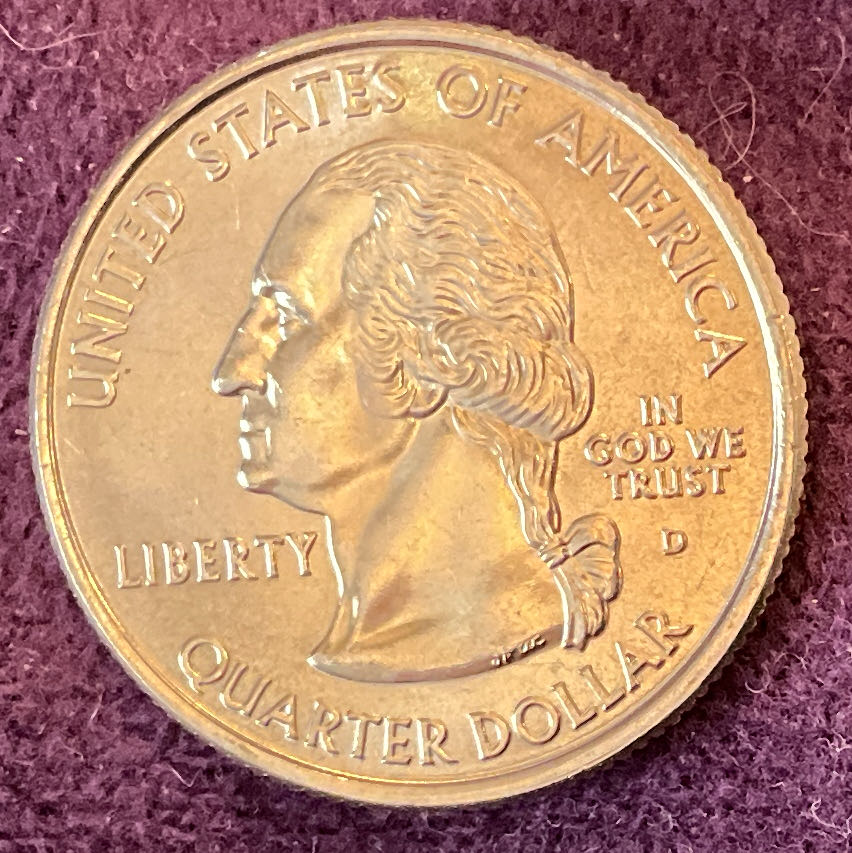 UNITED STATES OF AMERICA
IN
GOD WE
TRUST
D
LIBERTY
QUARTER DOLLAR